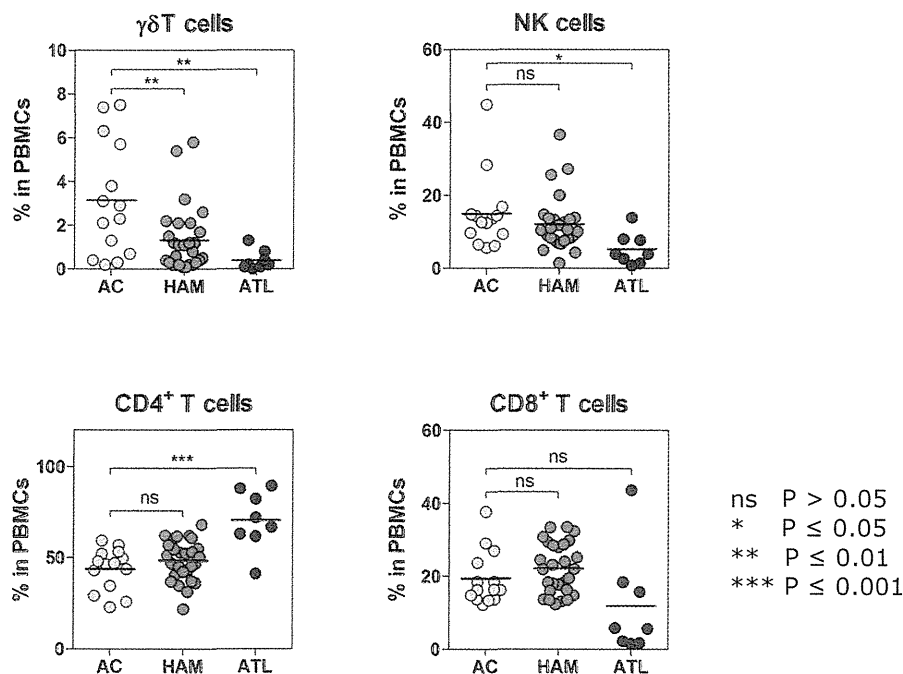 γδT cells
% in PBMCs
10
8
6
4
2
0
**
**
AC HAM ATL
NK cells
% in PBMCs
60
40
20
0
*
ns
AC HAM ATL
CD4+ T cells
% in PBMCs
100
50
0
***
ns
AC HAM ATL
CD8+ T cells
% in PBMCs
60
40
20
0
ns
ns
AC HAM ATL
ns P > 0.05
* P ≤ 0.05
** P ≤ 0.01
*** P ≤ 0.001